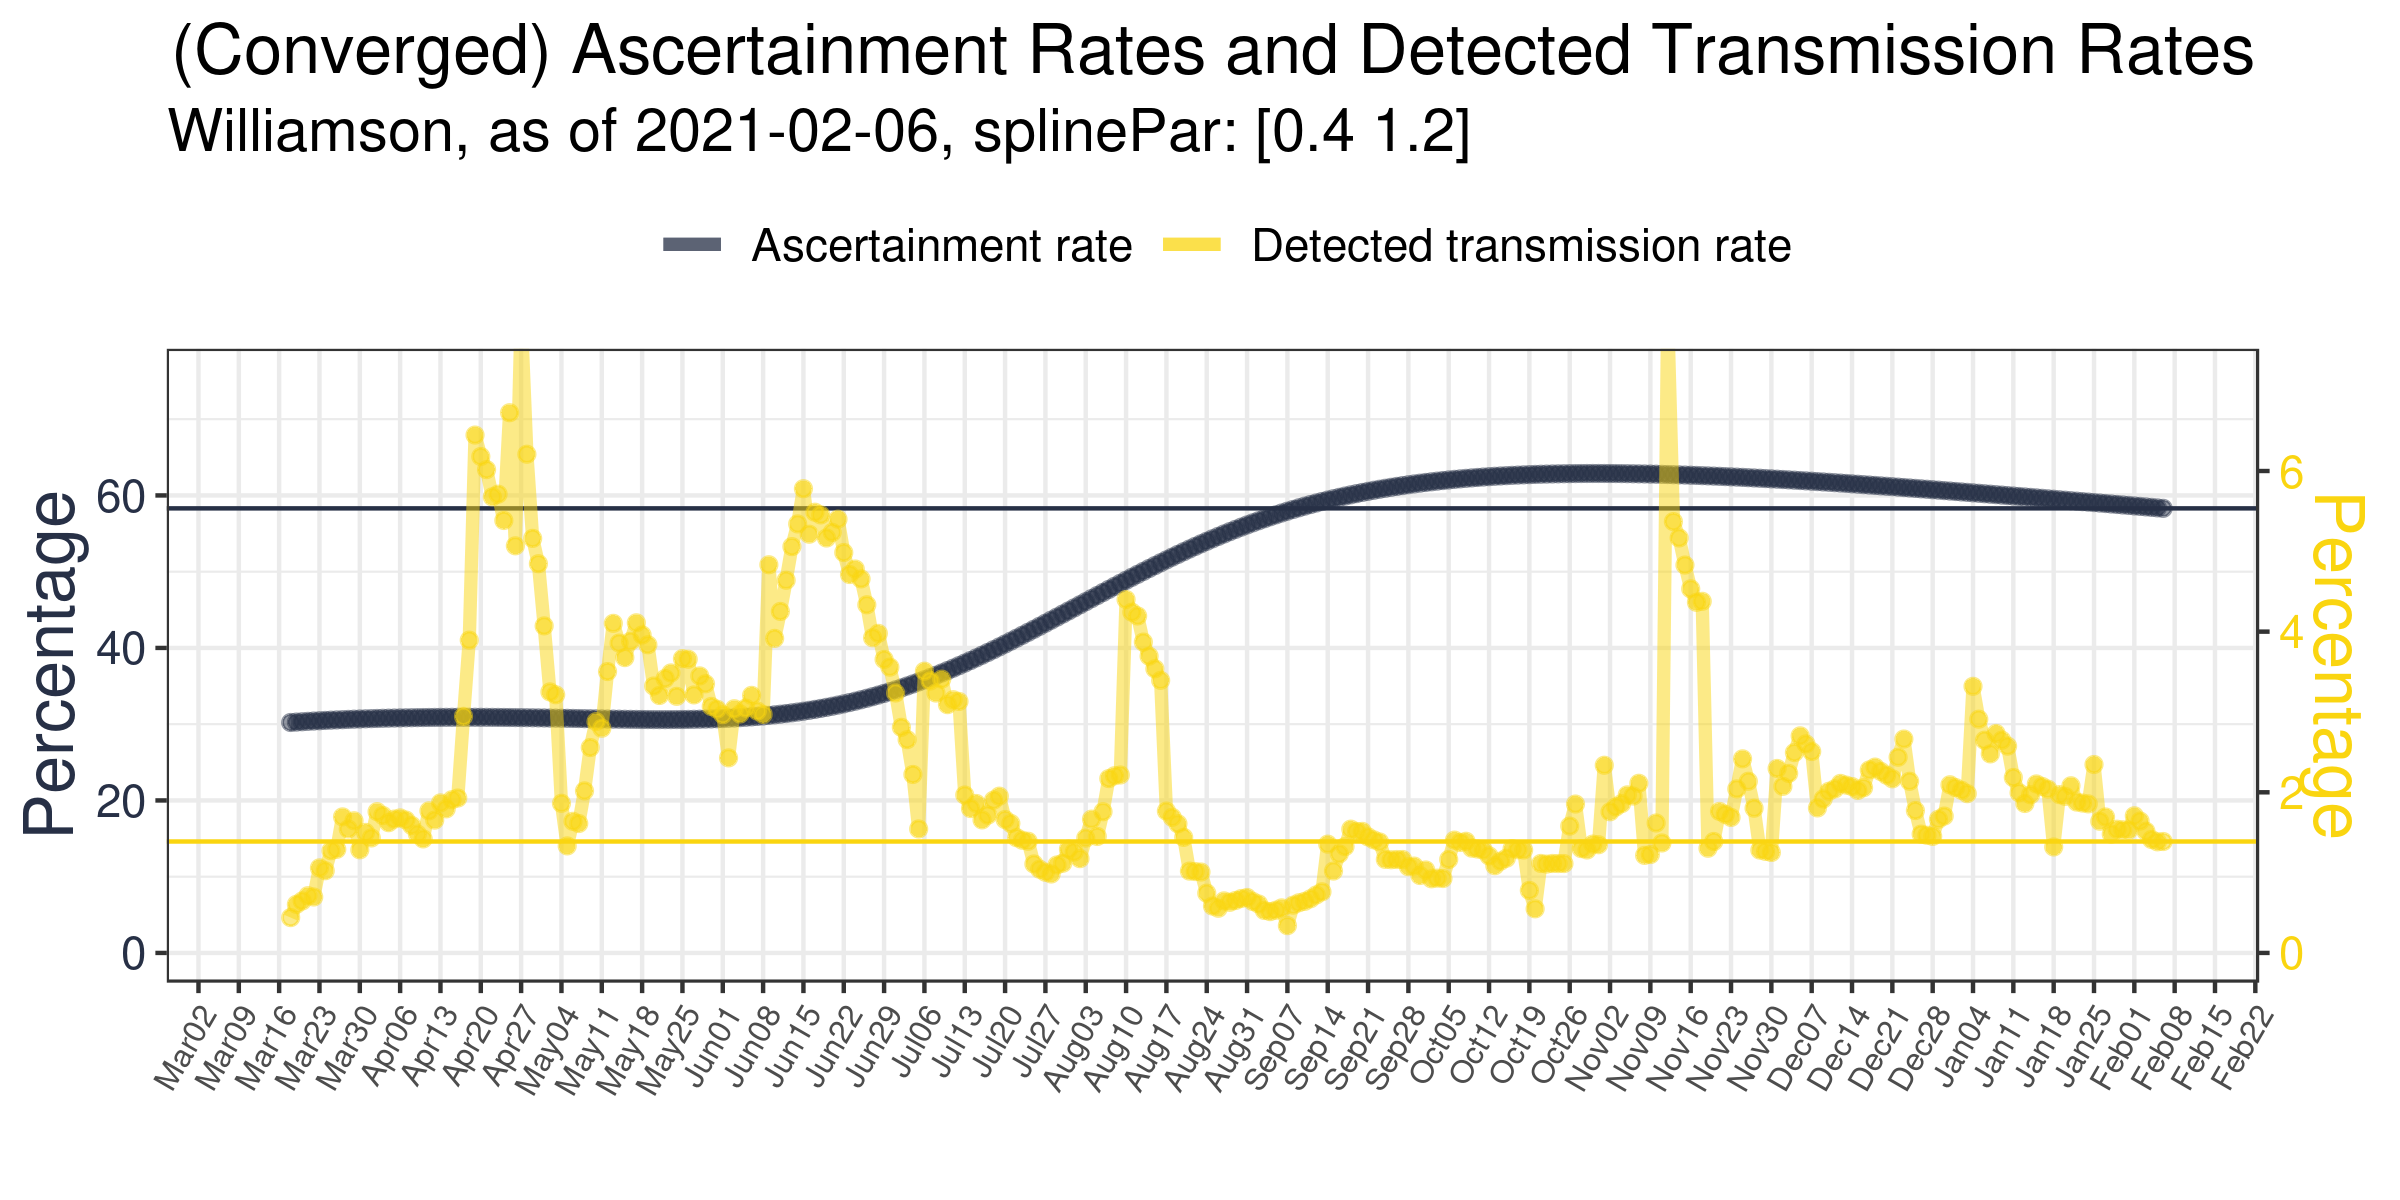 (Converged) Ascertainment Rates and Detected Transmission Rates
Williamson, as of 2021-02-06, splinePar: [0.4 1.2]
Ascertainment rate
Detected transmission rate
Percentage
60
40
20
0
6
4
2
0
Percentage
Mar02
Mar09
Mar16
Mar23
Mar30
Apr06
Apr13
Apr20
Apr27
May04
May11
May18
May25
Jun01
Jun08
Jun15
Jun22
Jun29
Jul06
Jul13
Jul20
Jul27
Aug03
Aug10
Aug17
Aug24
Aug31
Sep07
Sep14
Sep21
Sep28
Oct05
Oct12
Oct19
Oct26
Nov02
Nov09
Nov16
Nov23
Nov30
Dec07
Dec14
Dec21
Dec28
Jan04
Jan11
Jan18
Jan25
Feb01
Feb08
Feb15
Feb22